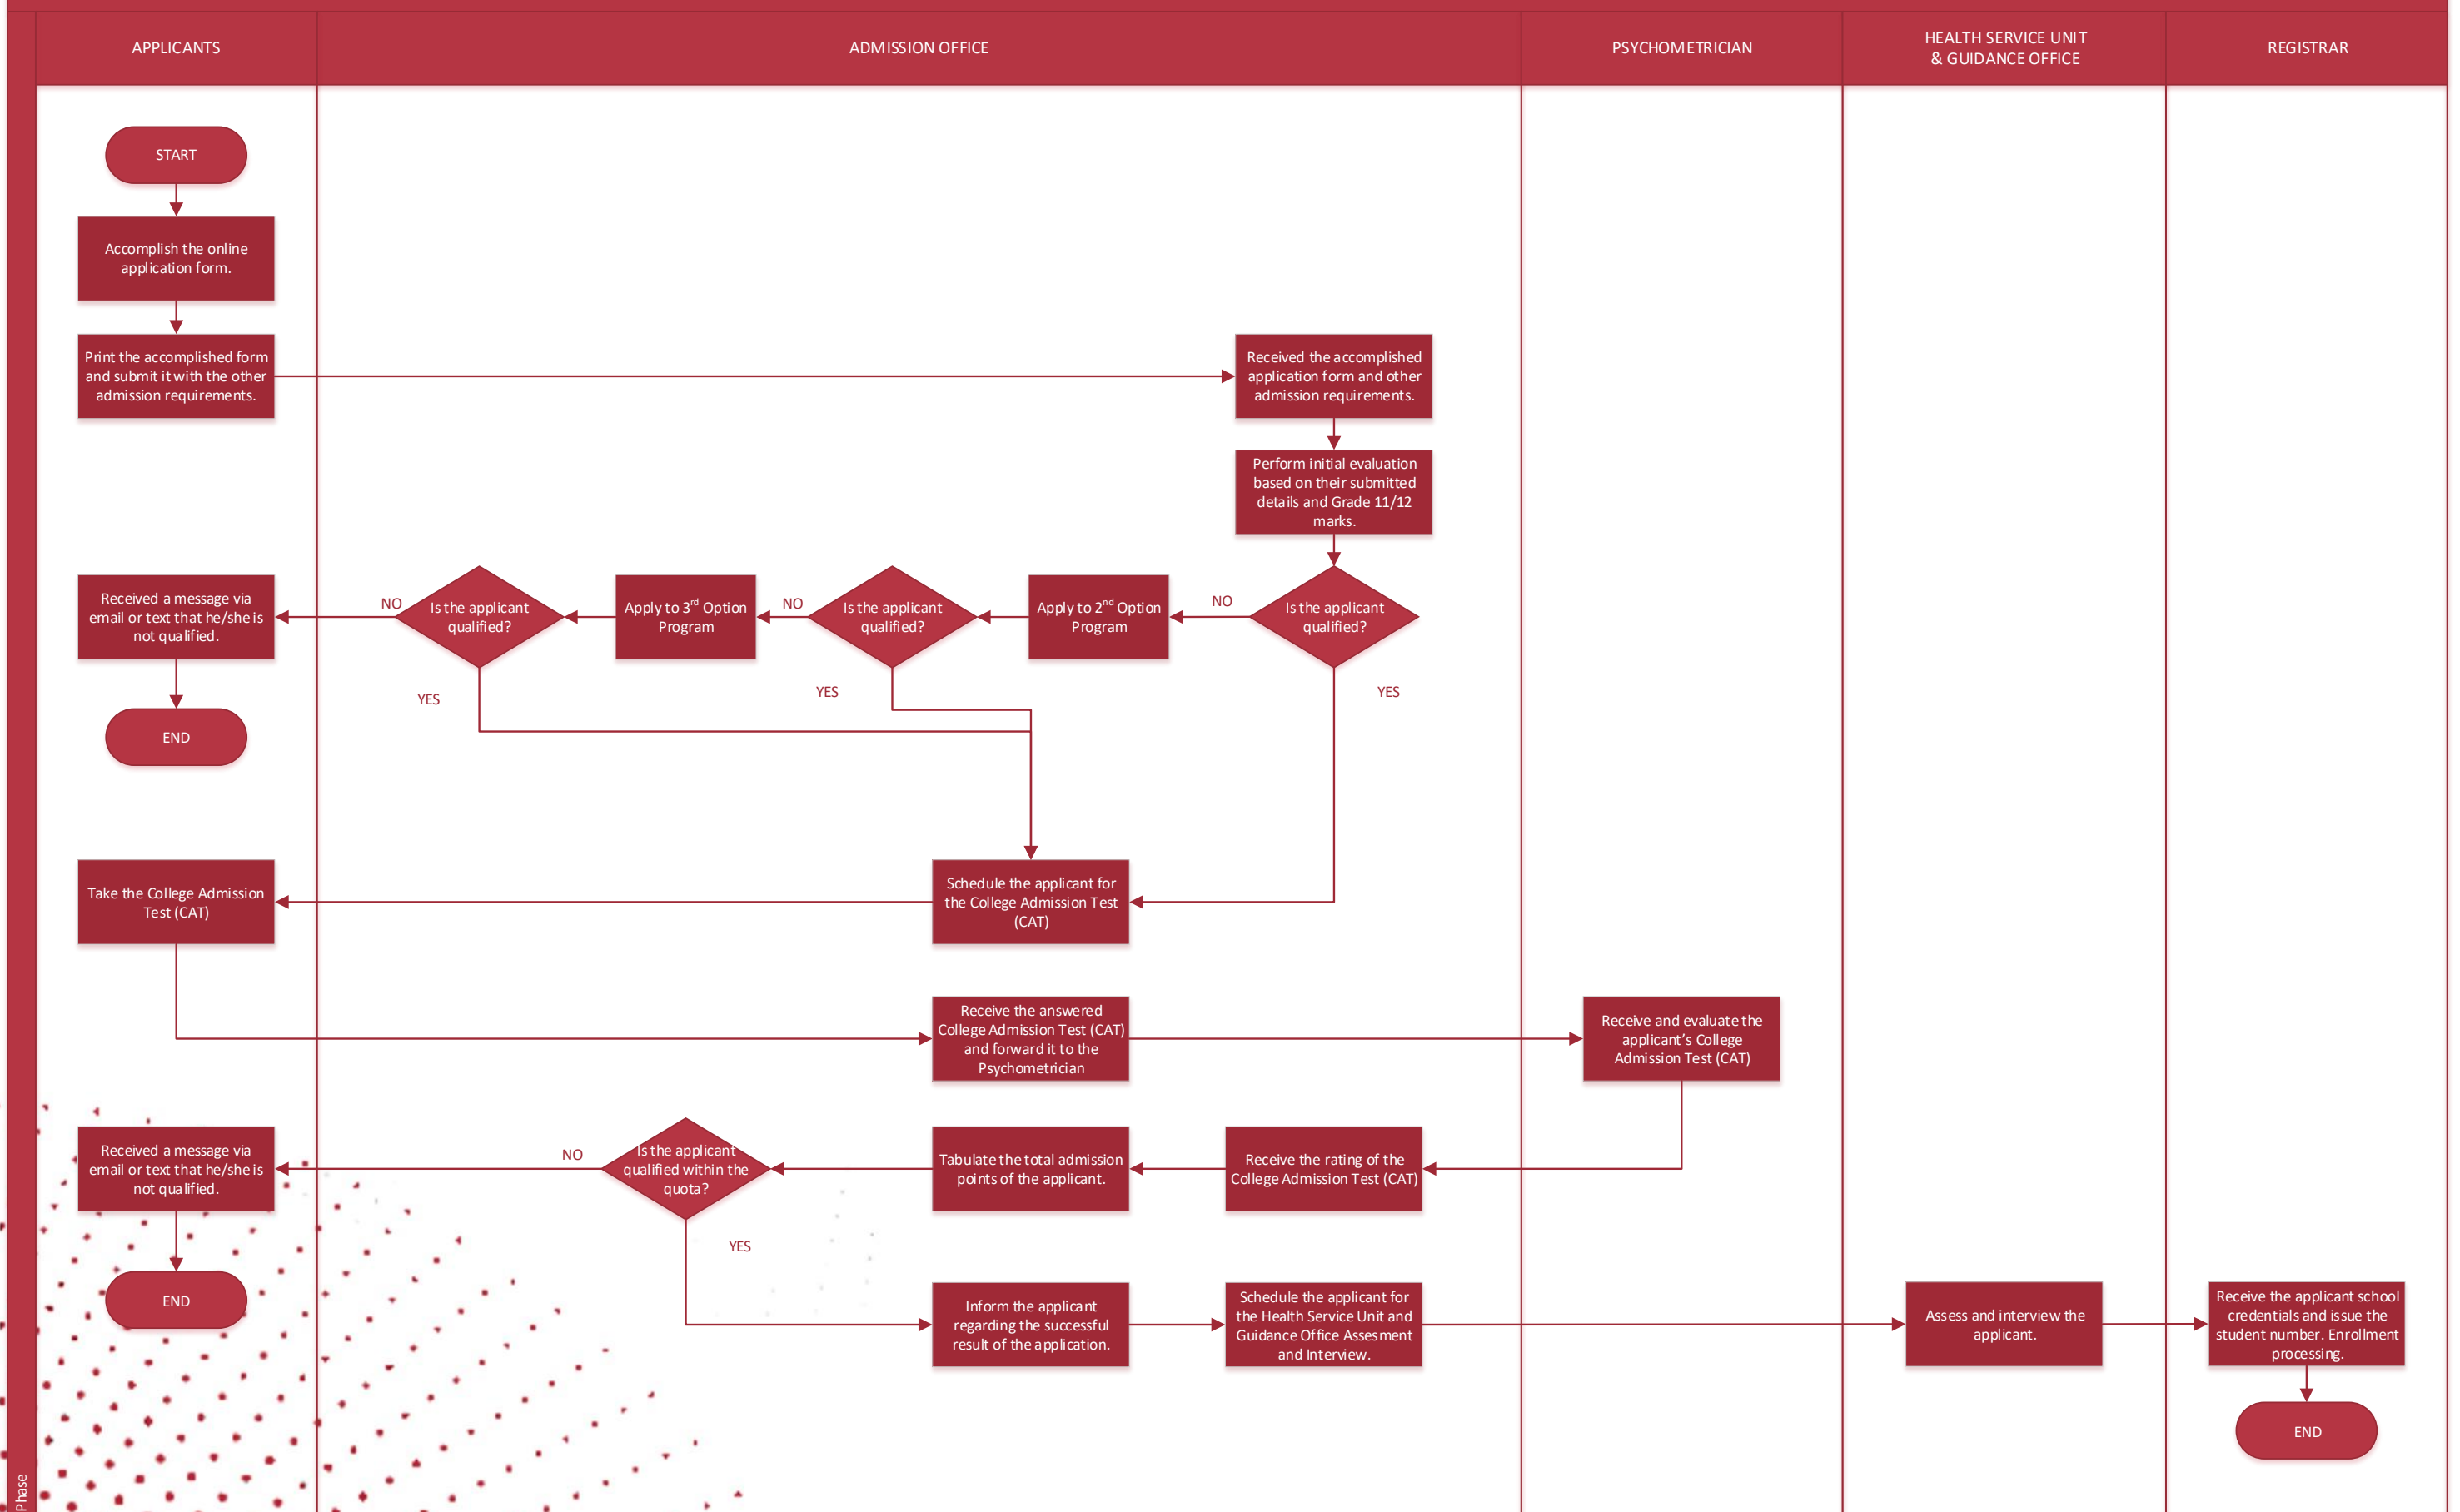 APPLICANTS
ADMISSION OFFICE
PSYCHOMETRICIAN
HEALTH SERVICE UNIT
& GUIDANCE OFFICE
REGISTRAR
START
Accomplish the online
application form.
Print the accomplished form
and submit it with the other
admission requirements.
Received the accomplished
application form and other
admission requirements.
Perform initial evaluation
based on their submitted
details and Grade 11/12
marks.
Received a message via
email or text that he/she is
not qualified.
NO
Is the applicant
qualified?
Apply to 3rd Option
Program
NO
Is the applicant
qualified?
Apply to 2nd Option
Program
NO
Is the applicant
qualified?
YES
YES
YES
END
Take the College Admission
Test (CAT)
Schedule the applicant for
the College Admission Test
(CAT)
Receive the answered
College Admission Test (CAT)
and forward it to the
Psychometrician
Receive and evaluate the
applicant’s College
Admission Test (CAT)
Received a message via
email or text that he/she is
not qualified.
NO
Is the applicant
qualified within the
quota?
Tabulate the total admission
points of the applicant.
Receive the rating of the
College Admission Test (CAT)
YES
END
Inform the applicant
regarding the successful
result of the application.
Schedule the applicant for
the Health Service Unit and
Guidance Office Assesment
and Interview.
Assess and interview the
applicant.
Receive the applicant school
credentials and issue the
student number. Enrollment
processing.
END
Phase